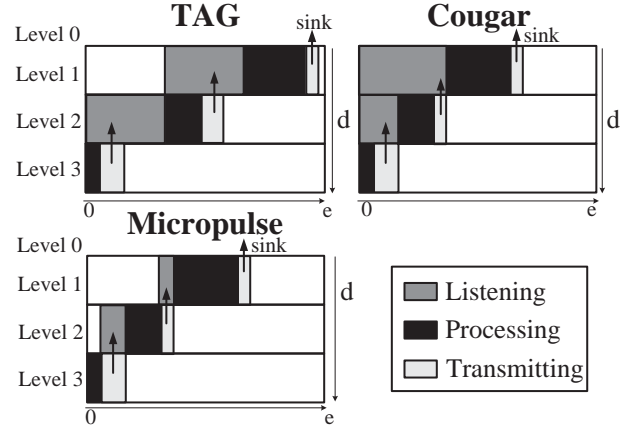 TAG
Cougar
Level 0
sink
sink
Level 1
Level 2
d
d
Level 3
0
e
0
e
Micropulse
Level 0
sink
Level 1
d
Listening
Level 2
Processing
Level 3
Transmitting
0
e